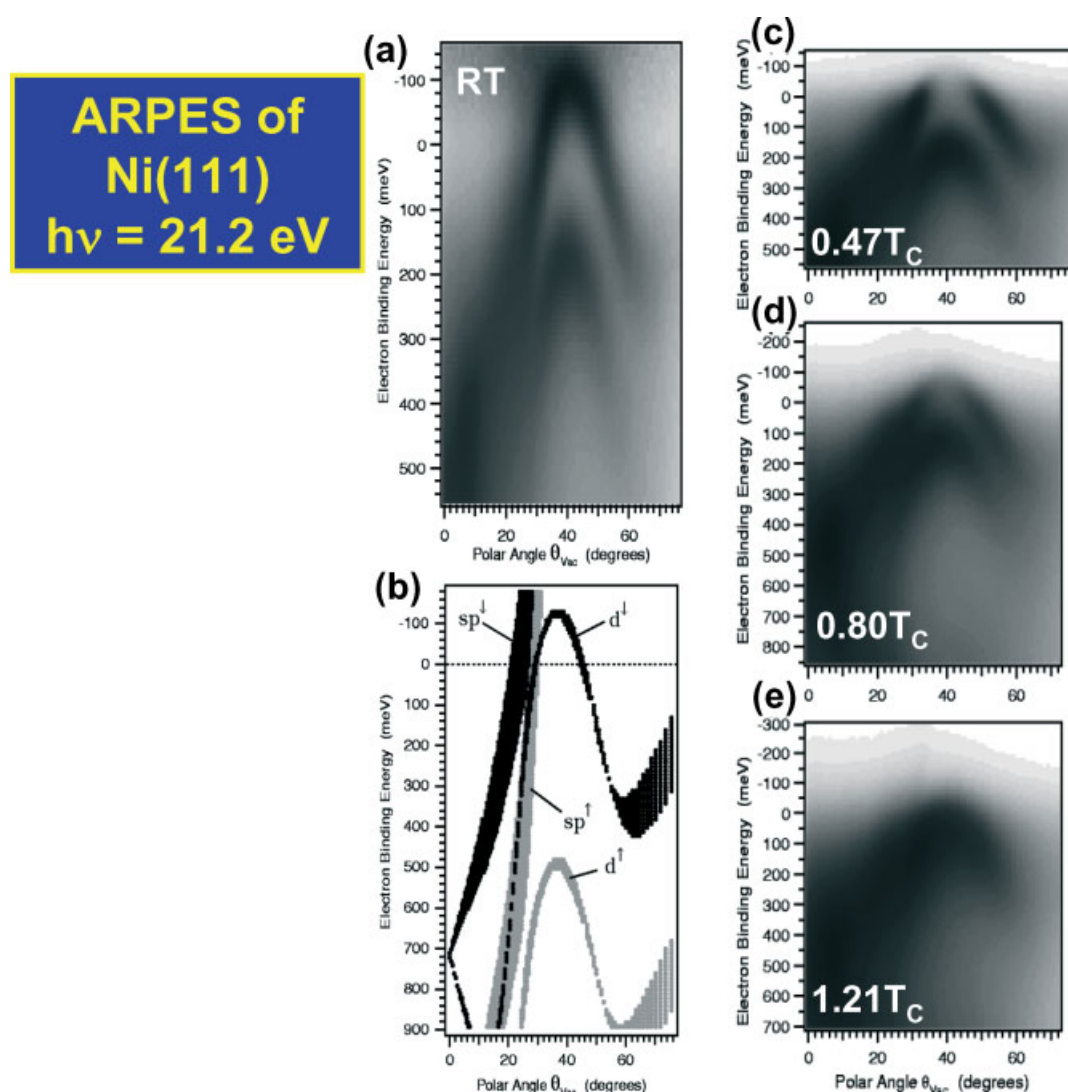 ARPES of
Ni(111)
hν = 21.2 eV
(a)
RT
-100
0
100
200
300
400
500
Electron Binding Energy (meV)
0 20 40 60
Polar Angle θVac (degrees)
(b)
sp↓
d↓
sp↑
d↑
-100
0
100
200
300
400
500
600
700
800
900
Electron Binding Energy (meV)
0 20 40 60
Polar Angle θVac (degrees)
(c)
-100
0
100
200
300
400
500
Electron Binding Energy (meV)
0.47TC
0 20 40 60
(d)
-200
-100
0
100
200
300
400
500
600
700
800
Electron Binding Energy (meV)
0.80TC
0 20 40 60
(e)
-300
-200
-100
0
100
200
300
400
500
600
700
Electron Binding Energy (meV)
1.21TC
0 20 40 60
Polar Angle θVac (degrees)